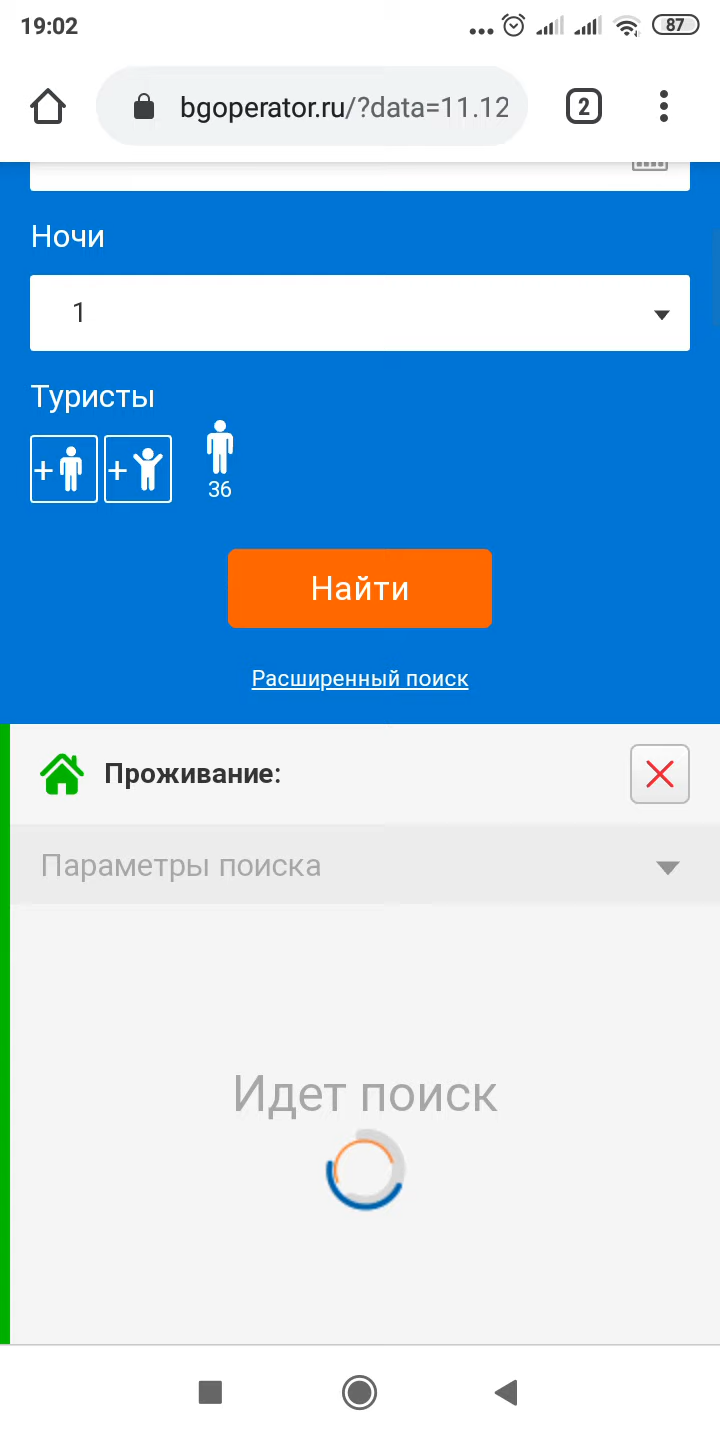 19:02
87
bgoperator.ru/?data=11.12
2
Ночи
1
Туристы
+
+
36
Найти
Расширенный поиск
Проживание:
Параметры поиска
Идет поиск